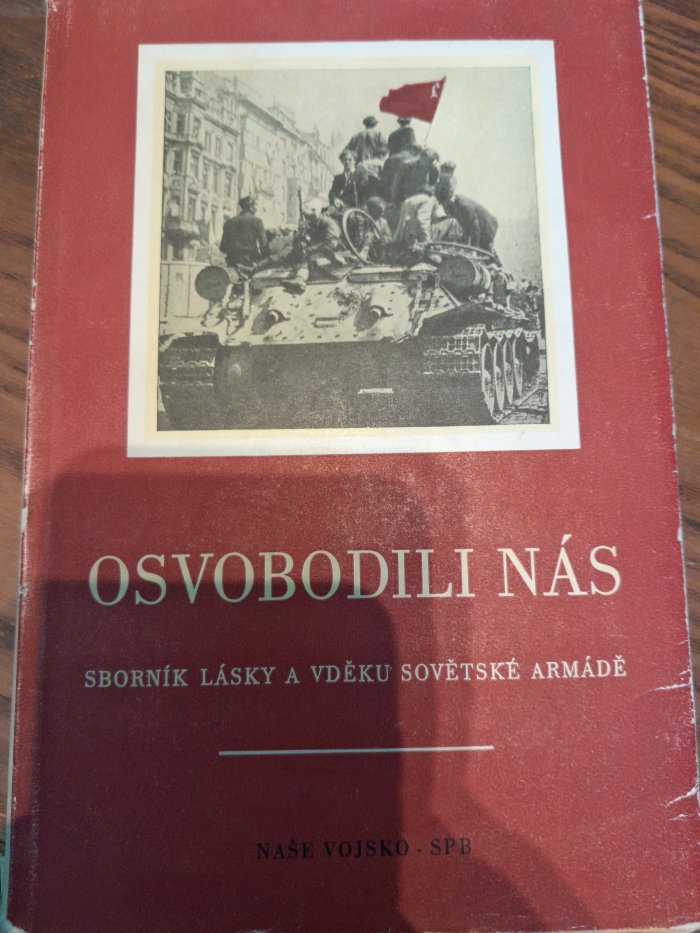 OSVOBODILI NÁS
SBORNÍK LÁSKY A VDĚKU SOVĚTSKÉ ARMÁDĚ
NAŠE VOJSKO · SPB